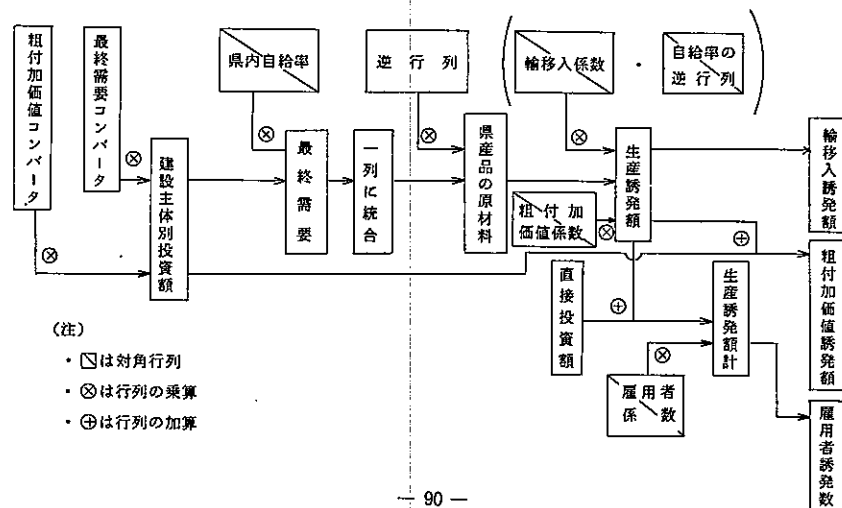 粗付加価値コンバータ
最終需要コンバータ
建設主体別投資額
県内自給率
最終需要
一列に統合
逆行列
県産品の原材料
(輸移入係数・自給率の
逆行列)
生産誘発額
粗付加
価値係数
直接投資額
生産誘発額計
雇用者
係数
輸移入誘発額
粗付加価値誘発額
雇用者誘発数
⊗
⊗
⊗
⊗
⊗
⊗
⊕
⊕
⊗
(注)
・は対角行列
・⊗は行列の乗算
・⊕は行列の加算
— 90 —